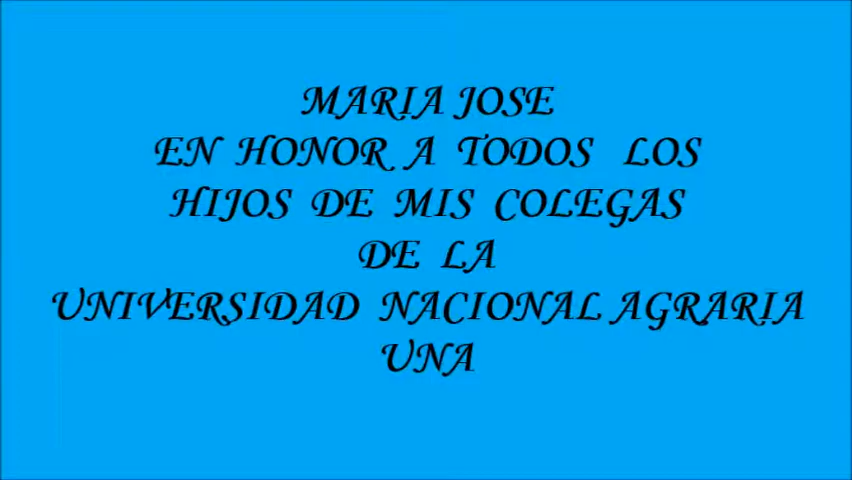 MARIA JOSE
EN HONOR A TODOS LOS
HIJOS DE MIS COLEGAS
DE LA
UNIVERSIDAD NACIONAL AGRARIA
UNA